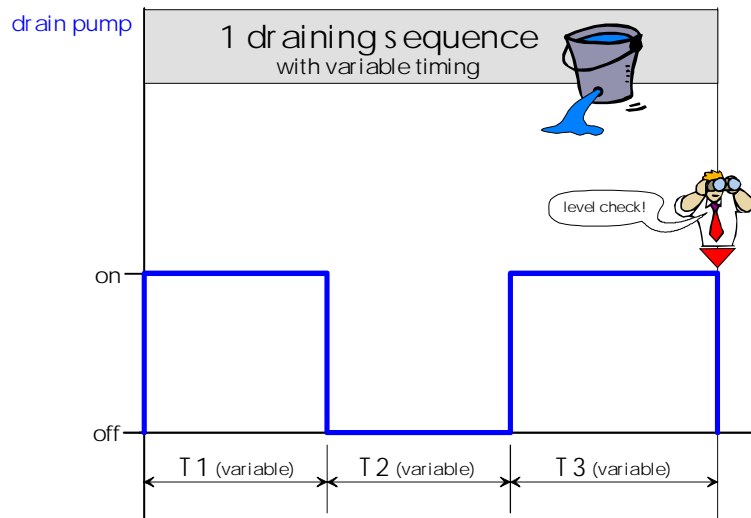 drain pump
1 draining sequence
with variable timing
level check!
on
off
T1 (variable)
T2 (variable)
T3 (variable)